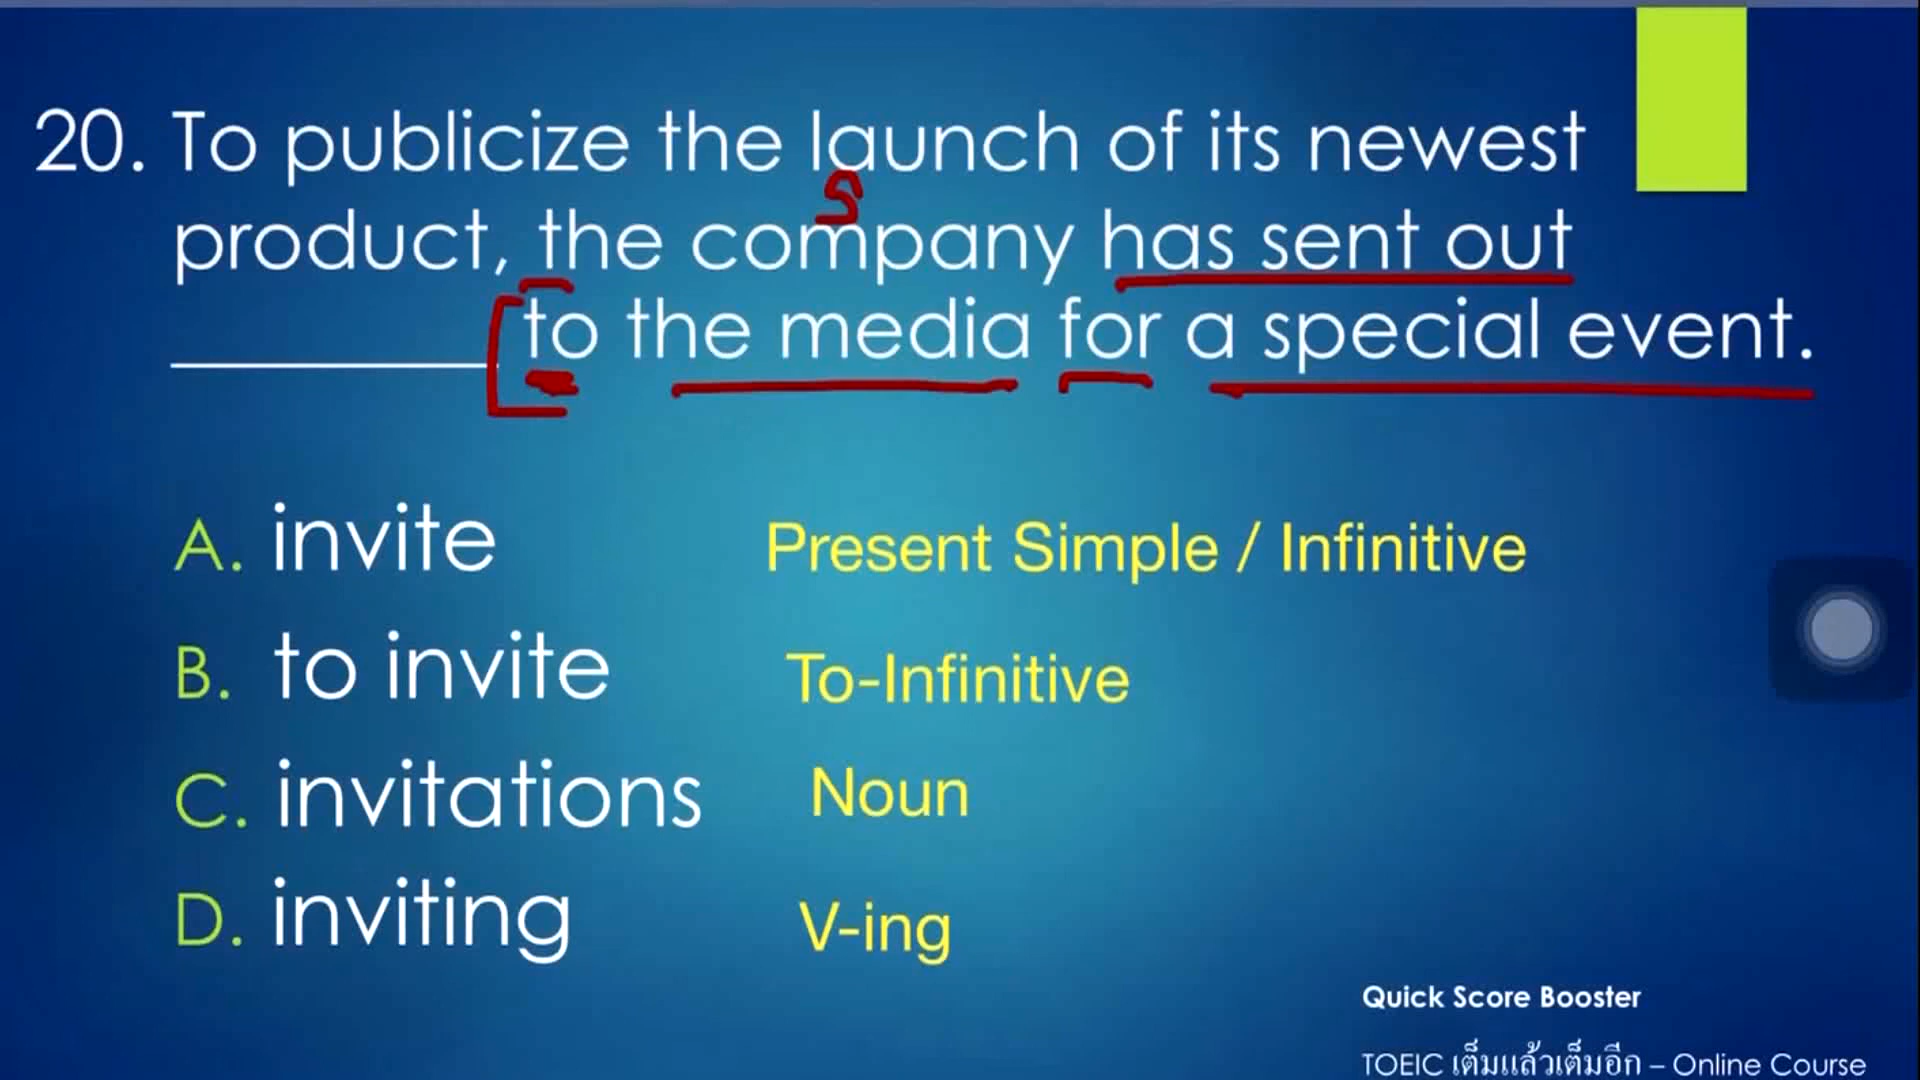 20. To publicize the launch of its newest
S
product, the company has sent out
__________ to the media for a special event.
A. invite Present Simple / Infinitive
B. to invite To-Infinitive
C. invitations Noun
D. inviting V-ing
Quick Score Booster
TOEIC เต็มแล้วเต็มอีก – Online Course